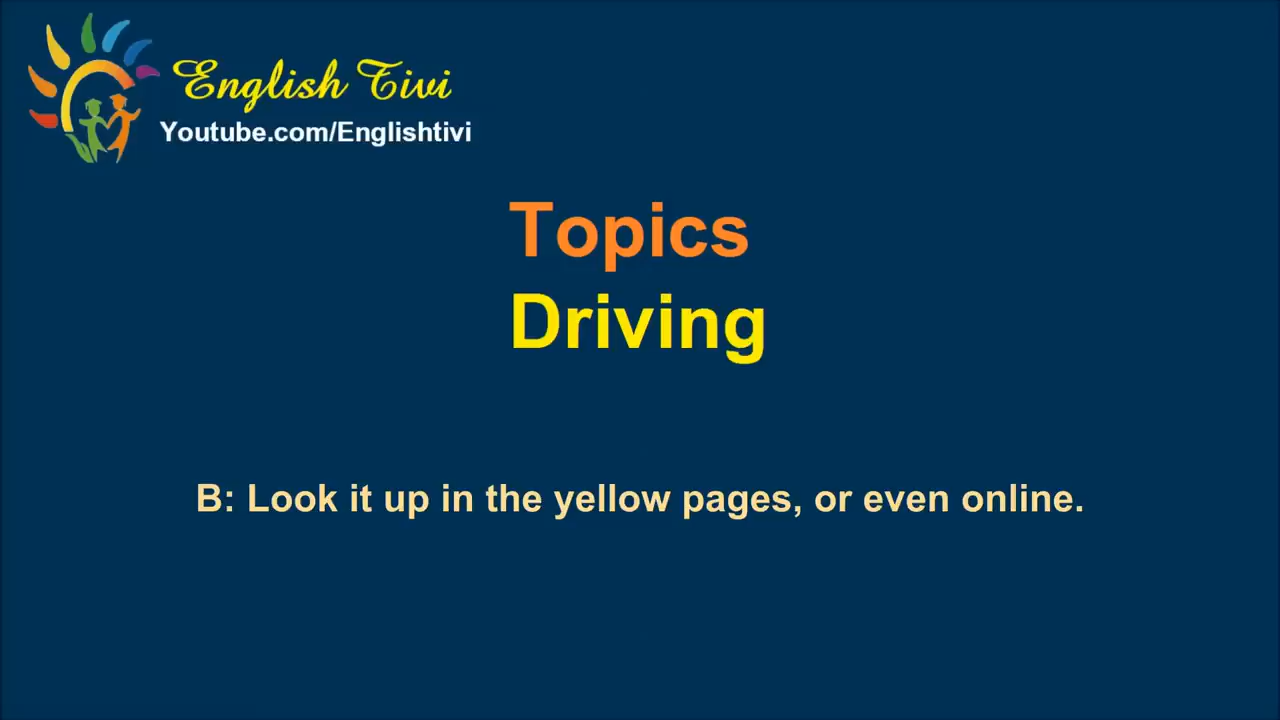 English Tivi
Youtube.com/Englishtivi
Topics
Driving
B: Look it up in the yellow pages, or even online.